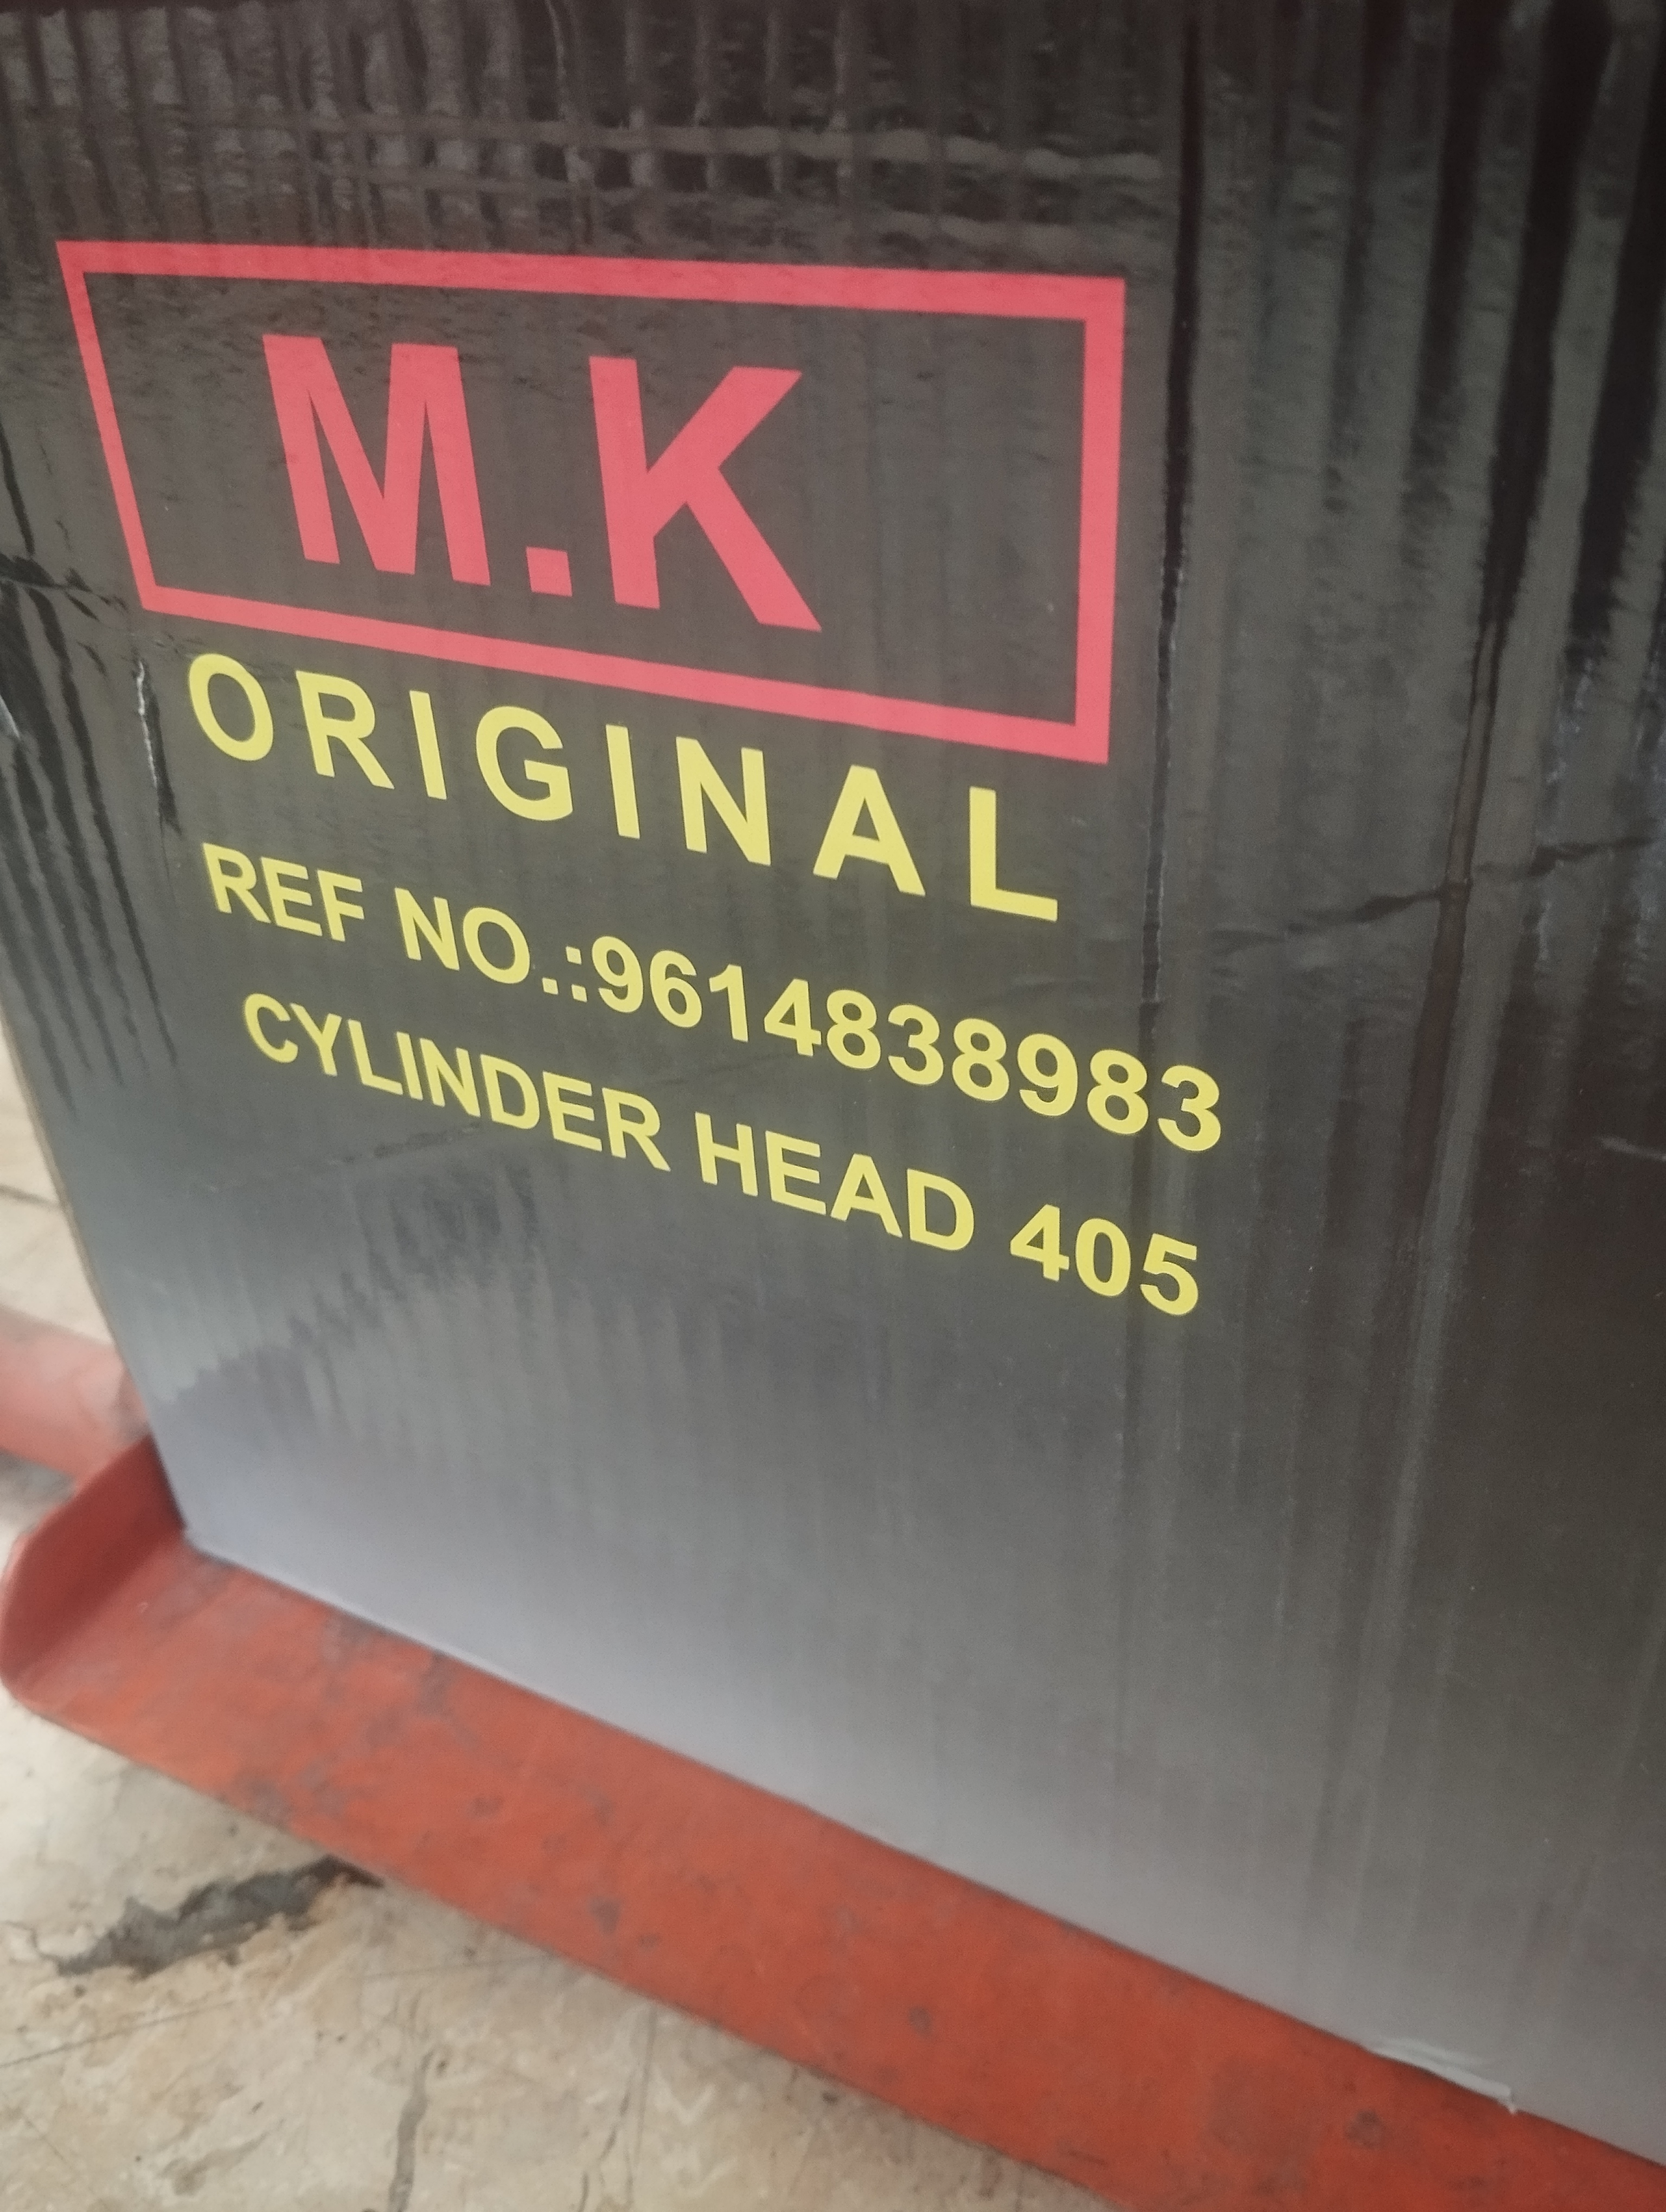 M.K
ORIGINAL
REF NO.:9614838983
CYLINDER HEAD 405